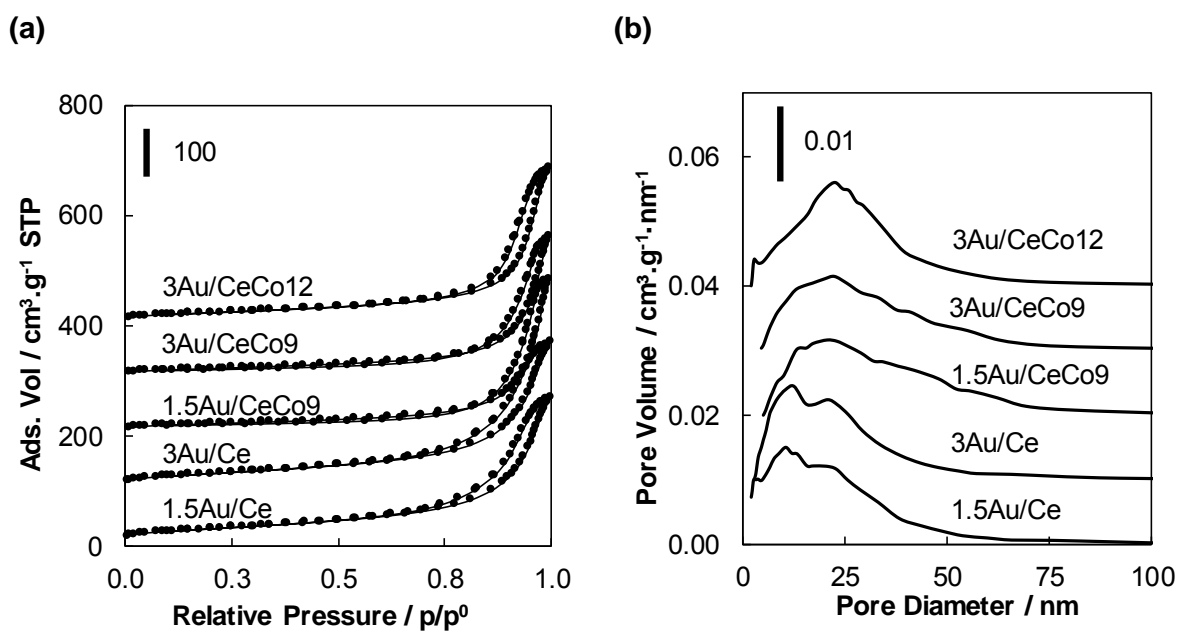 (a)
800
600
400
200
0
100
3Au/CeCo12
3Au/CeCo9
1.5Au/CeCo9
3Au/Ce
1.5Au/Ce
0.0 0.3 0.5 0.8 1.0
Relative Pressure / p/p⁰
Ads. Vol / cm³.g⁻¹ STP
(b)
0.06
0.04
0.02
0.00
0.01
3Au/CeCo12
3Au/CeCo9
1.5Au/CeCo9
3Au/Ce
1.5Au/Ce
0 25 50 75 100
Pore Diameter / nm
Pore Volume / cm³.g⁻¹·nm⁻¹